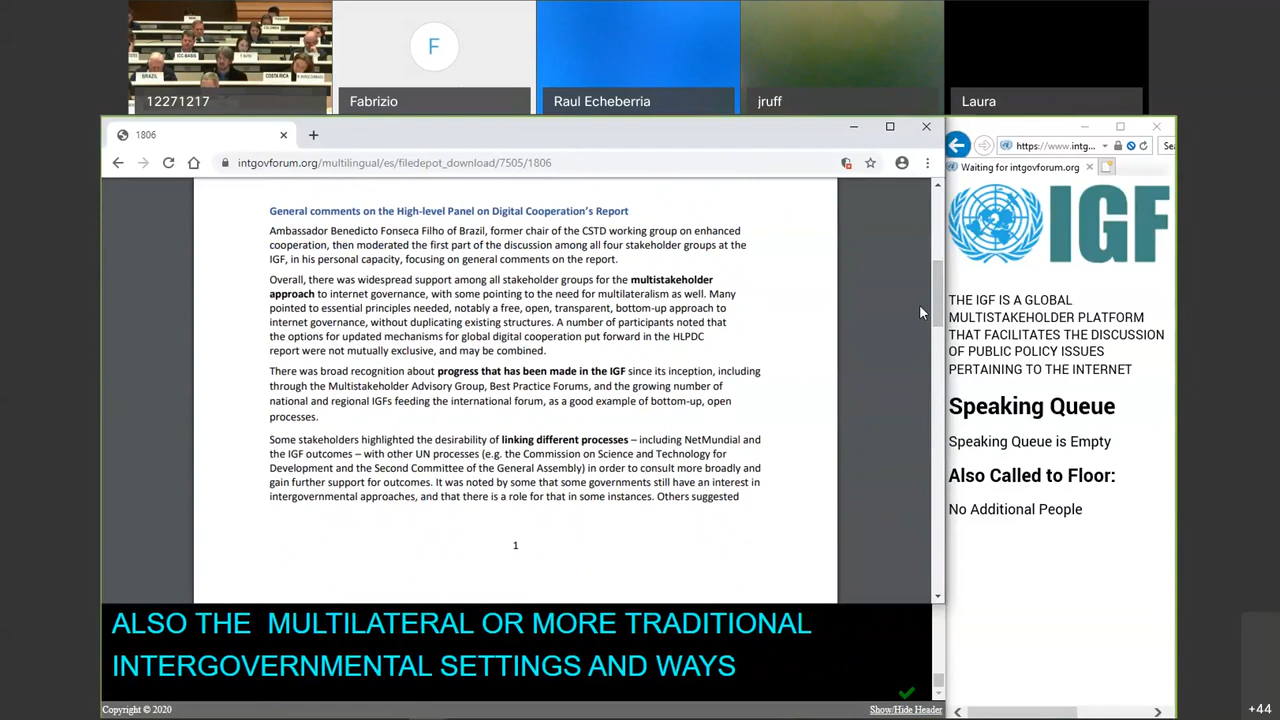 BRAZIL
ICC-BASIS
COSTA RICA
F
12271217
Fabrizio
Raul Echeberria
jruff
Laura
1806
intgovforum.org/multilingual/es/filedepot_download/7505/1806
General comments on the High-level Panel on Digital Cooperation's Report
Ambassador Benedicto Fonseca Filho of Brazil, former chair of the CSTD working group on enhanced
cooperation, then moderated the first part of the discussion among all four stakeholder groups at the
IGF, in his personal capacity, focusing on general comments on the report.
Overall, there was widespread support among all stakeholder groups for the multistakeholder
approach to internet governance, with some pointing to the need for multilateralism as well. Many
pointed to essential principles needed, notably a free, open, transparent, bottom-up approach to
internet governance, without duplicating existing structures. A number of participants noted that
the options for updated mechanisms for global digital cooperation put forward in the HLPDC
report were not mutually exclusive, and may be combined.
There was broad recognition about progress that has been made in the IGF since its inception, including
through the Multistakeholder Advisory Group, Best Practice Forums, and the growing number of
national and regional IGFs feeding the international forum, as a good example of bottom-up, open
processes.
Some stakeholders highlighted the desirability of linking different processes – including NetMundial and
the IGF outcomes – with other UN processes (e.g. the Commission on Science and Technology for
Development and the Second Committee of the General Assembly) in order to consult more broadly and
gain further support for outcomes. It was noted by some that some governments still have an interest in
intergovernmental approaches, and that there is a role for that in some instances. Others suggested
1
https://www.intg...
Sea
Waiting for intgovforum.org
IGF
THE IGF IS A GLOBAL
MULTISTAKEHOLDER PLATFORM
THAT FACILITATES THE DISCUSSION
OF PUBLIC POLICY ISSUES
PERTAINING TO THE INTERNET
Speaking Queue
Speaking Queue is Empty
Also Called to Floor:
No Additional People
ALSO THE MULTILATERAL OR MORE TRADITIONAL
INTERGOVERNMENTAL SETTINGS AND WAYS
Copyright © 2020
Show/Hide Header
+44